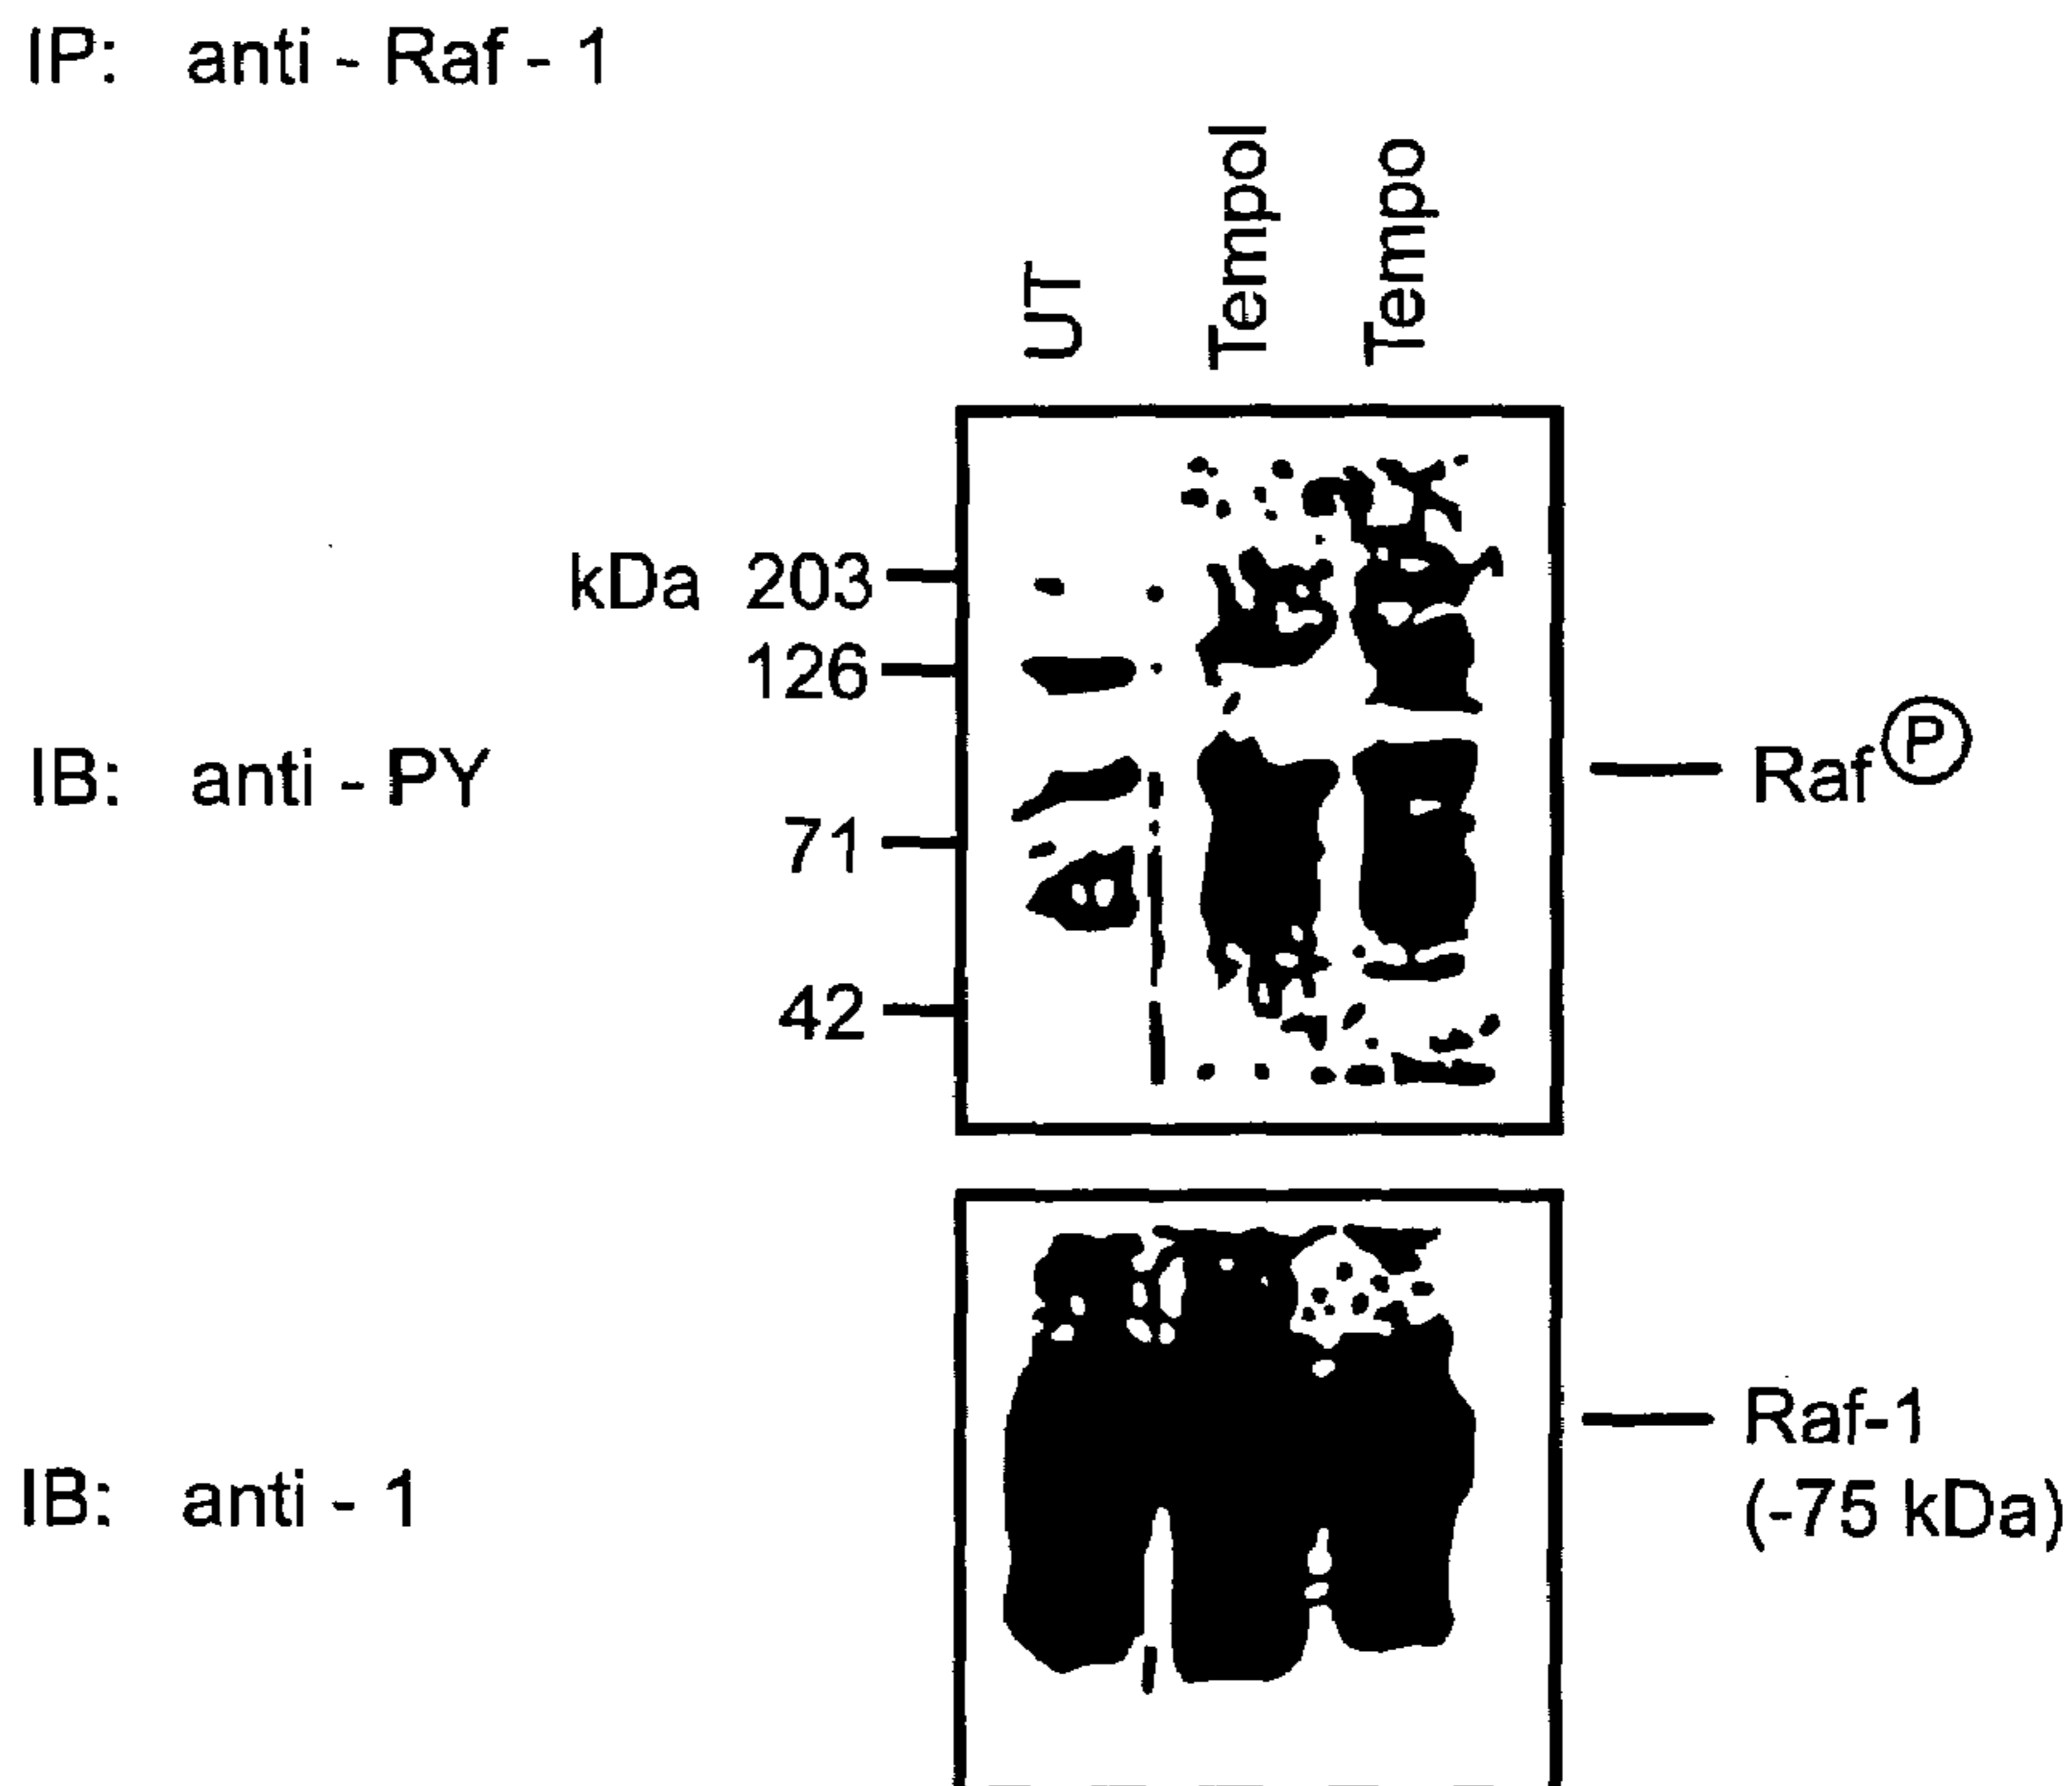 IP: anti - Raf - 1
UT
Tempol
Tempo
kDa 203
126
IB: anti - PY
Raf P
71
42
Raf-1
IB: anti - 1
(-75 kDa)